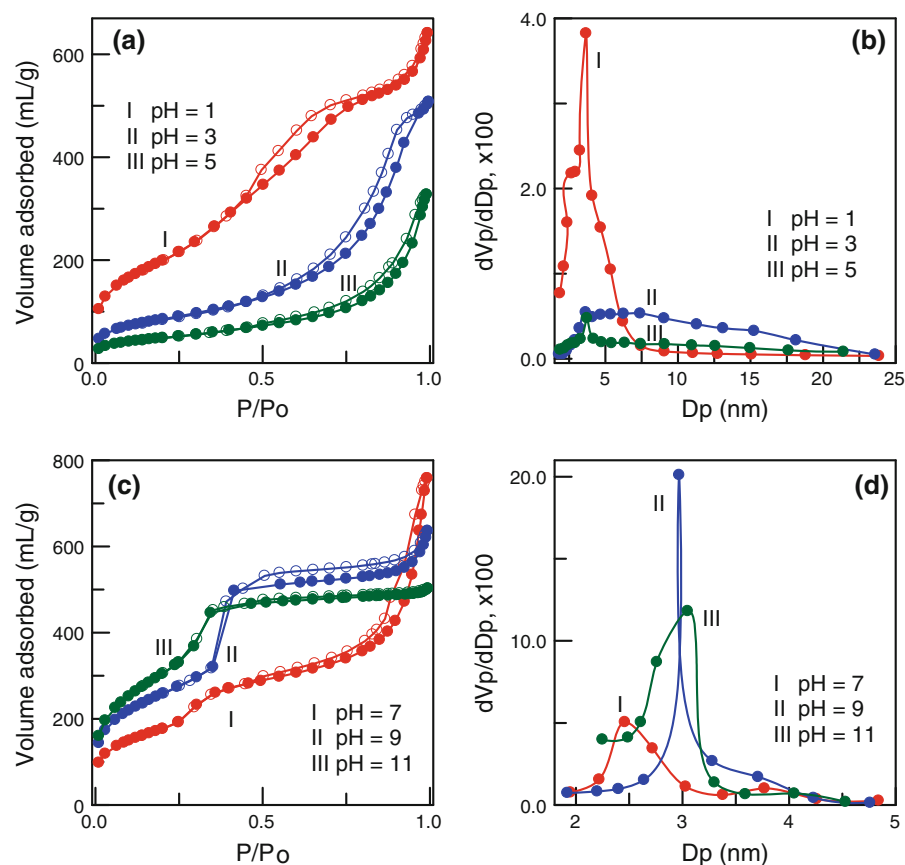 (a)
Volume adsorbed (mL/g)
600
400
200
0
I pH = 1
II pH = 3
III pH = 5
I
II
III
0.0
0.5
1.0
P/Po
(b)
dVp/dDp, x100
4.0
2.0
0.0
I
I pH = 1
II pH = 3
III pH = 5
II
III
5
10
15
20
25
Dp (nm)
(c)
Volume adsorbed (mL/g)
800
600
400
200
0
III
II
I
I pH = 7
II pH = 9
III pH = 11
0.0
0.5
1.0
P/Po
(d)
dVp/dDp, x100
20.0
10.0
0.0
II
III
I
I pH = 7
II pH = 9
III pH = 11
2
3
4
5
Dp (nm)